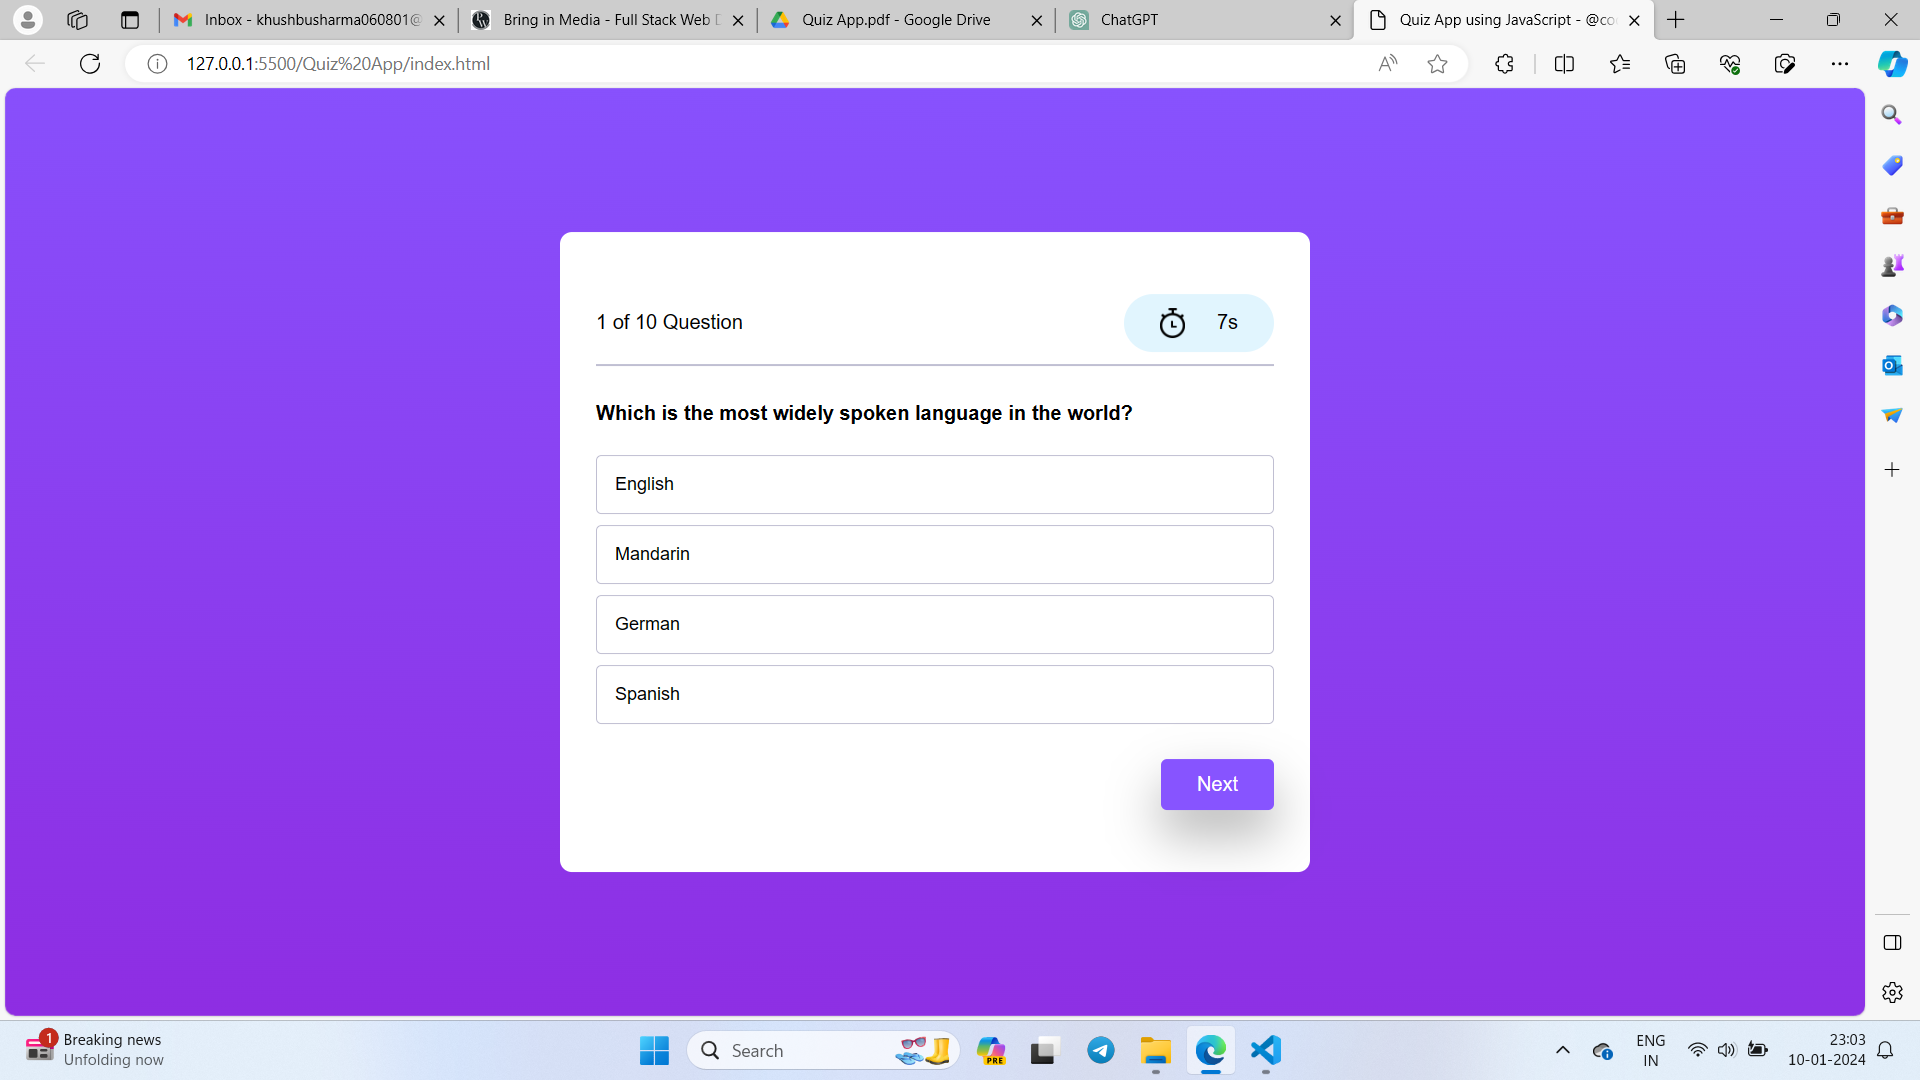 Inbox - khushbusharma060801@
Bring in Media - Full Stack Web D
Quiz App.pdf - Google Drive
ChatGPT
Quiz App using JavaScript - @co
127.0.0.1:5500/Quiz%20App/index.html
1 of 10 Question
7s
Which is the most widely spoken language in the world?
English
Mandarin
German
Spanish
Next
1
Breaking news
Unfolding now
Search
PRE
ENG
IN
23:03
10-01-2024